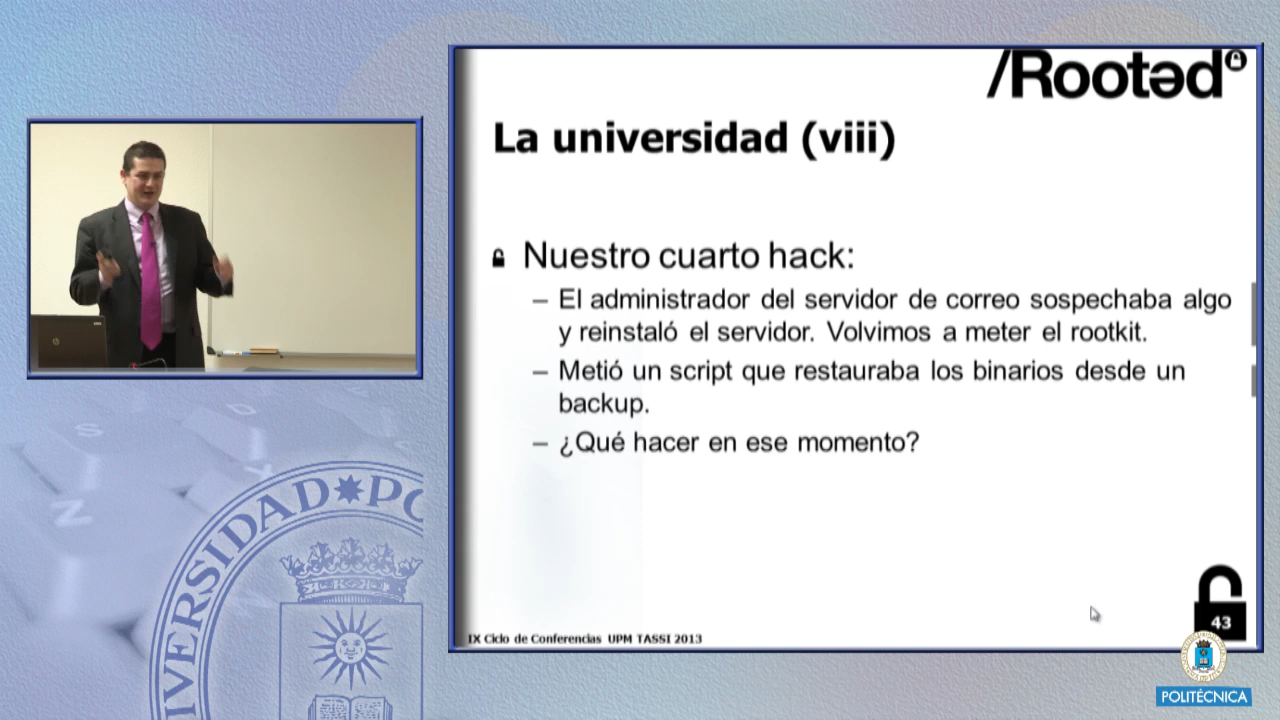 /Rootəd
La universidad (viii)
Nuestro cuarto hack:
– El administrador del servidor de correo sospechaba algo
y reinstaló el servidor. Volvimos a meter el rootkit.
– Metió un script que restauraba los binarios desde un
backup.
– ¿Qué hacer en ese momento?
IX Ciclo de Conferencias UPM TASSI 2013
43
POLITÉCNICA
VERSIDAD PO